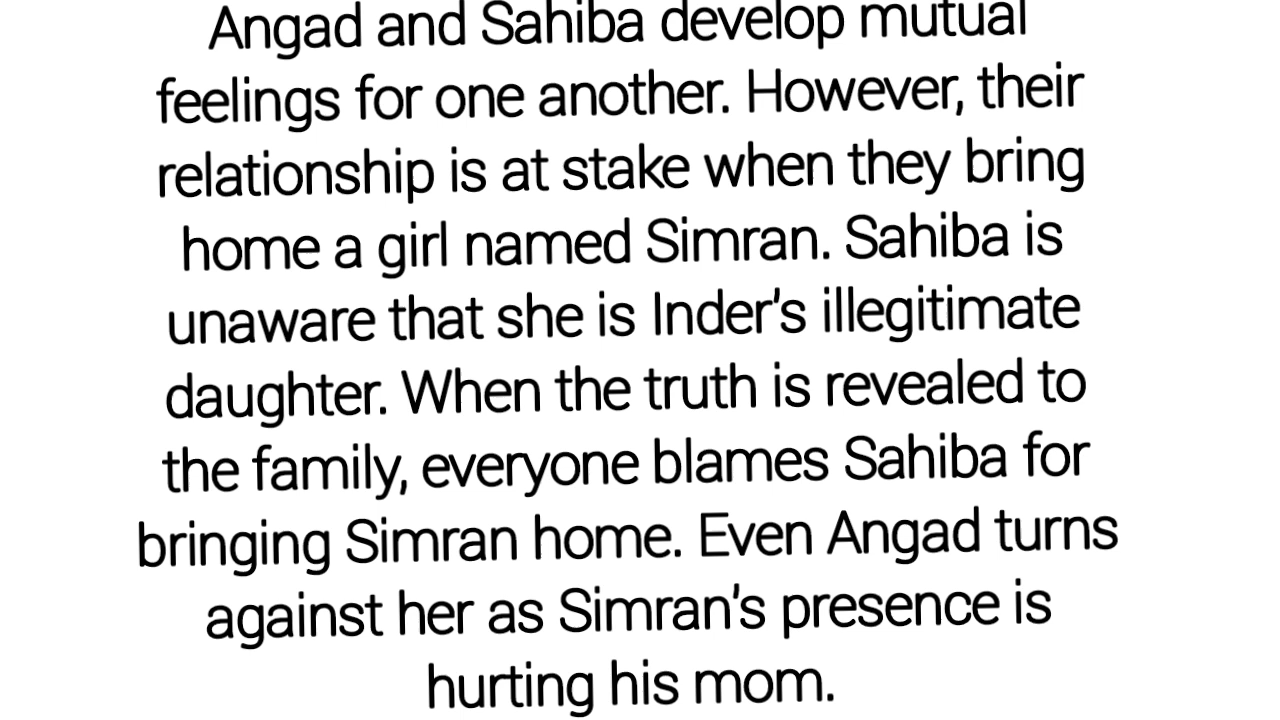 Angad and Sahiba develop mutual
feelings for one another. However, their
relationship is at stake when they bring
home a girl named Simran. Sahiba is
unaware that she is Inder's illegitimate
daughter. When the truth is revealed to
the family, everyone blames Sahiba for
bringing Simran home. Even Angad turns
against her as Simran's presence is
hurting his mom.